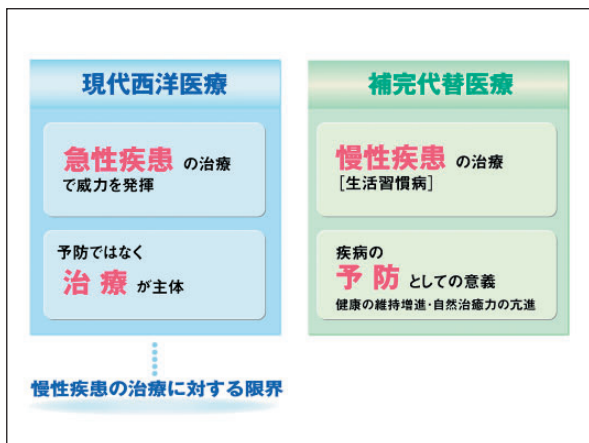 現代西洋医療
急性疾患 の治療
で威力を発揮
予防ではなく
治療 が主体
慢性疾患の治療に対する限界
補完代替医療
慢性疾患 の治療
[生活習慣病]
疾病の
予防 としての意義
健康の維持増進・自然治癒力の亢進